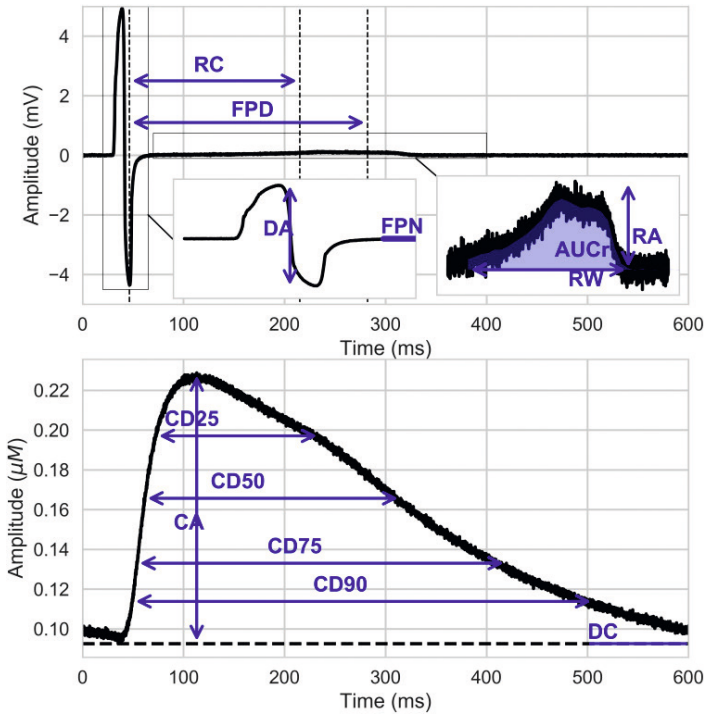 4
2
0
−2
−4
Amplitude (mV)
RC
FPD
DA
FPN
AUCr
RA
RW
0
100
200
300
400
500
600
Time (ms)
0.22
0.20
0.18
0.16
0.14
0.12
0.10
Amplitude (μM)
CD25
CD50
CA
CD75
CD90
DC
0
100
200
300
400
500
600
Time (ms)